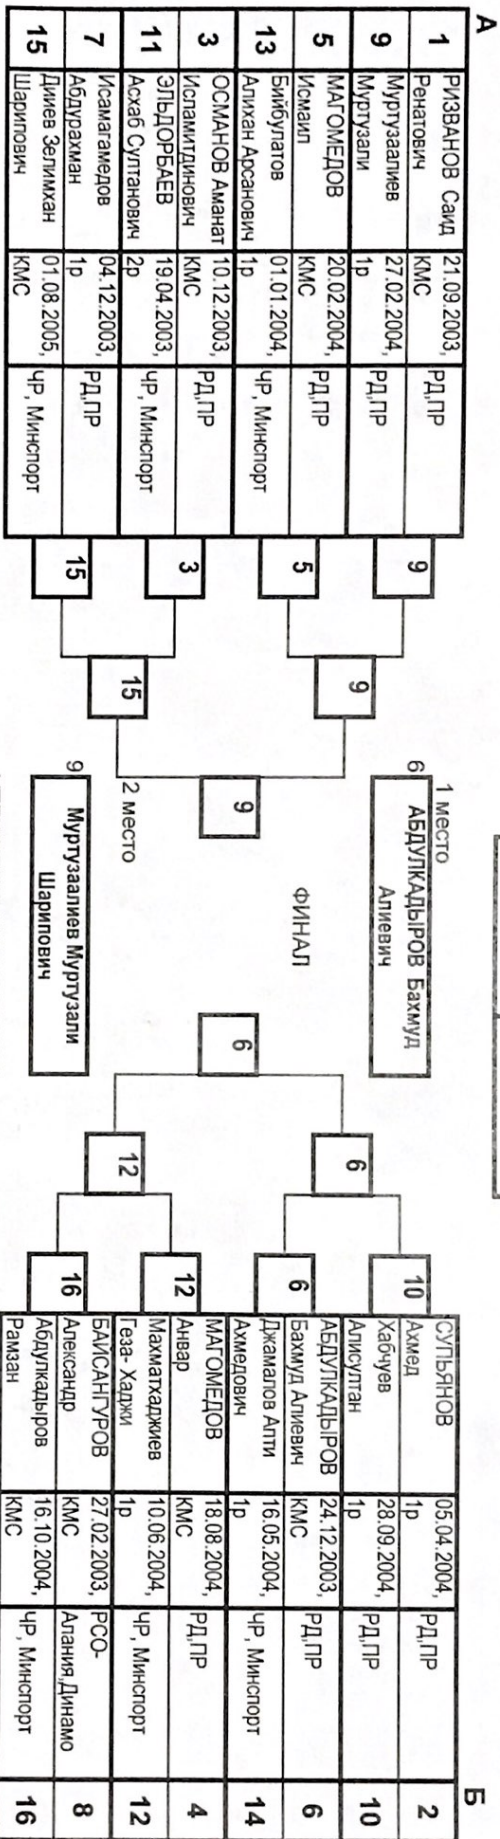 А
1
РИЗВАНОВ Саид
Ренатович
21.09.2003,
КМС
РД,ПР
9
Муртузаалиев
Муртузали
27.02.2004,
1р
РД,ПР
5
МАГОМЕДОВ
Исмаил
20.02.2004,
КМС
РД,ПР
13
Бийбулатов
Алихан Арсанович
01.01.2004,
1р
ЧР, Минспорт
3
ОСМАНОВ Аманат
Исламитдинович
10.12.2003,
КМС
РД,ПР
11
ЭЛЬДОРБАЕВ
Асхаб Султанович
19.04.2003,
2р
ЧР, Минспорт
7
Исамагамедов
Абдурахман
04.12.2003,
1р
РД,ПР
15
Дииев Зелимхан
Шарипович
01.08.2005,
КМС
ЧР, Минспорт
9
5
3
15
9
15
9
1 место
6
АБДУЛКАДЫРОВ Бахмуд
Алиевич
ФИНАЛ
2 место
9
Муртузаалиев Муртузали
Шарипович
6
6
12
10
6
12
16
Б
СУПЬЯНОВ
Ахмед
05.04.2004,
1р
РД,ПР
2
Хабчуев
Алисултан
28.09.2004,
1р
РД,ПР
10
АБДУЛКАДЫРОВ
Бахмуд Алиевич
24.12.2003,
КМС
РД,ПР
6
Джамалов Апти
Ахмедович
16.05.2004,
1р
ЧР, Минспорт
14
МАГОМЕДОВ
Анвар
18.08.2004,
КМС
РД,ПР
4
Махматхаджиев
Геза- Хаджи
10.06.2004,
1р
ЧР, Минспорт
12
БАЙСАНГУРОВ
Александр
27.02.2003,
КМС
РСО-
Алания,Динамо
8
Абдулкадыров
Рамзан
16.10.2004,
КМС
ЧР, Минспорт
16